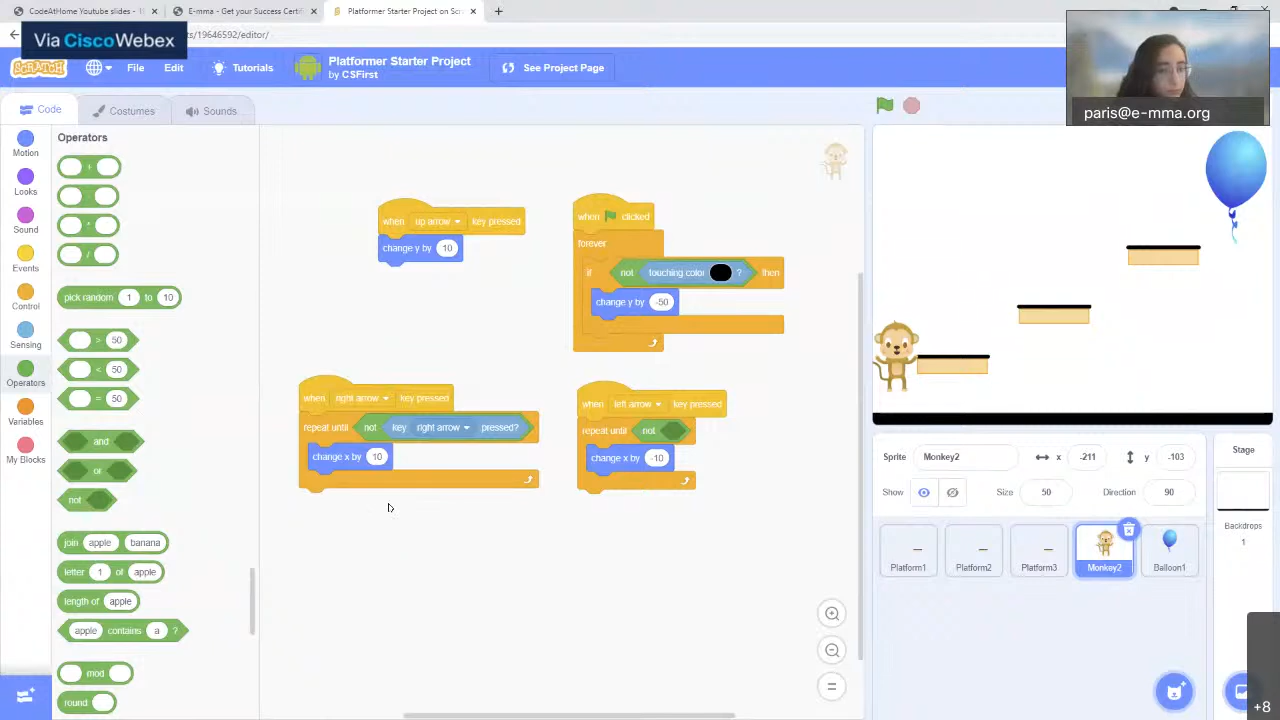 CodeAtHome Youtube slides - 1
E-mma - Get your Success Certif
Platformer Starter Project on Scr
Via CiscoWebex
s/19646592/editor/
SCRATCH
File
Edit
Tutorials
Platformer Starter Project
by CSFirst
See Project Page
paris@e-mma.org
Code
Costumes
Sounds
Motion
Looks
Sound
Events
Control
Sensing
Operators
Variables
My Blocks
Operators
+
-
*
/
pick random 1 to 10
> 50
< 50
= 50
and
or
not
join apple banana
letter 1 of apple
length of apple
apple contains a ?
mod
round
when up arrow key pressed
change y by 10
when clicked
forever
if not touching color ? then
change y by -50
when right arrow key pressed
repeat until not key right arrow pressed?
change x by 10
when left arrow key pressed
repeat until not
change x by -10
Sprite Monkey2 x -211 y -103
Show Size 50 Direction 90
Platform1
Platform2
Platform3
Monkey2
Balloon1
Stage
Backdrops
1
+8